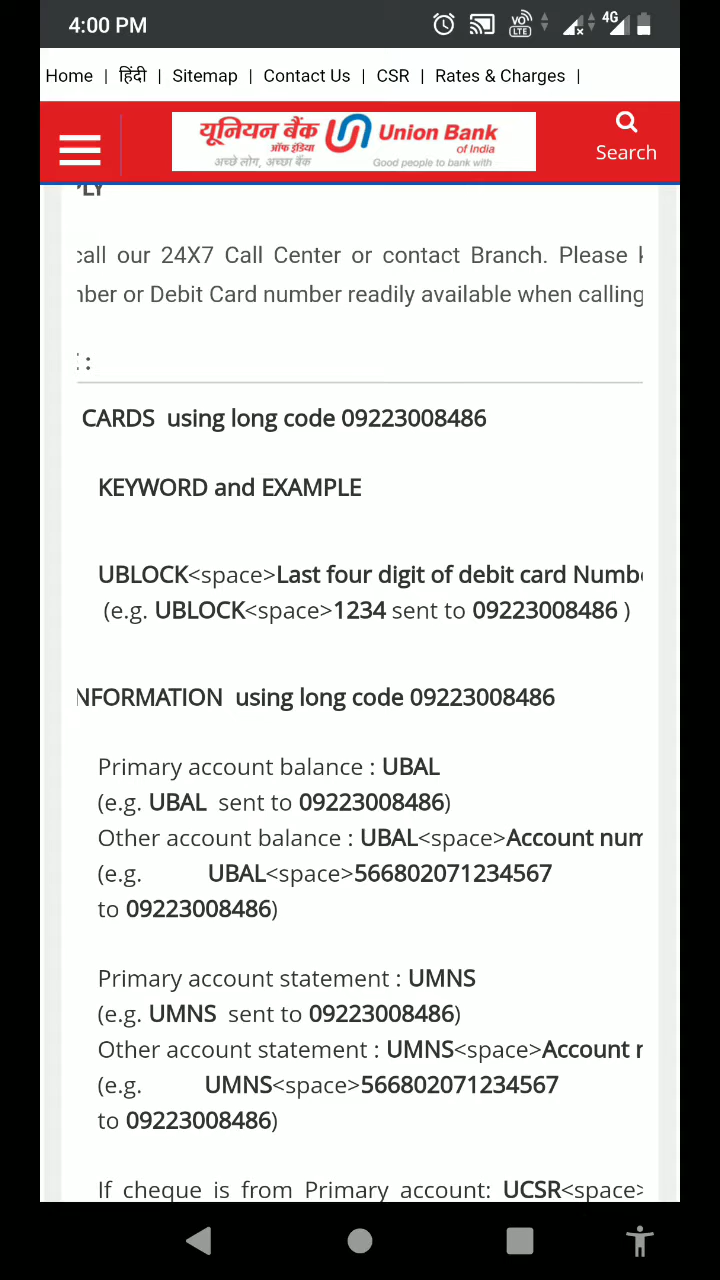 4:00 PM
VO
LTE
4G
Home | हिंदी | Sitemap | Contact Us | CSR | Rates & Charges |
यूनियन बैंक
ऑफ इंडिया
अच्छे लोग, अच्छा बैंक
Union Bank
of India
Good people to bank with
Search
call our 24X7 Call Center or contact Branch. Please
or Debit Card number readily available when calling
:
CARDS using long code 09223008486
KEYWORD and EXAMPLE
UBLOCK<space>Last four digit of debit card
(e.g. UBLOCK<space>1234 sent to 09223008486 )
NFORMATION using long code 09223008486
Primary account balance : UBAL
(e.g. UBAL sent to 09223008486)
Other account balance : UBAL<space>Account num
(e.g. UBAL<space>566802071234567
to 09223008486)
Primary account statement : UMNS
(e.g. UMNS sent to 09223008486)
Other account statement : UMNS<space>Account
(e.g. UMNS<space>566802071234567
to 09223008486)
If cheque is from Primary account: UCSR<space>